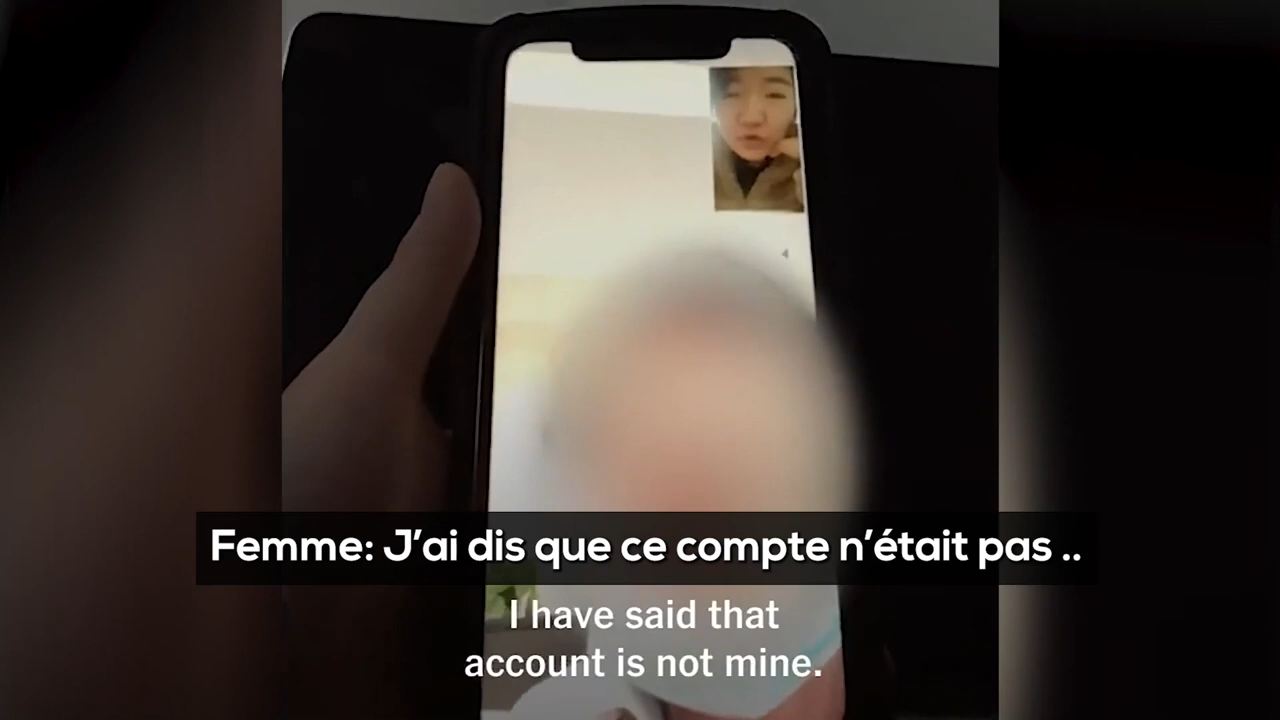 Femme: J'ai dis que ce compte n'était pas ..
I have said that
account is not mine.